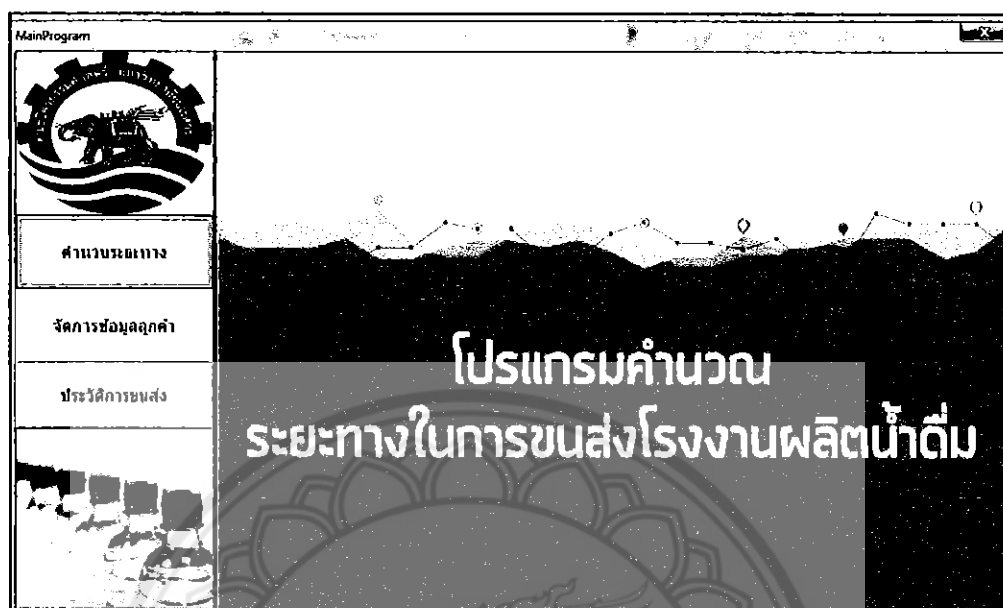 MainProgram
X
คำนวนระยะทาง
จัดการข้อมูลลูกค้า
ประวัติการขนส่ง
โปรแกรมคำนวณ
ระยะทางในการขนส่งโรงงานผลิตน้ำดื่ม